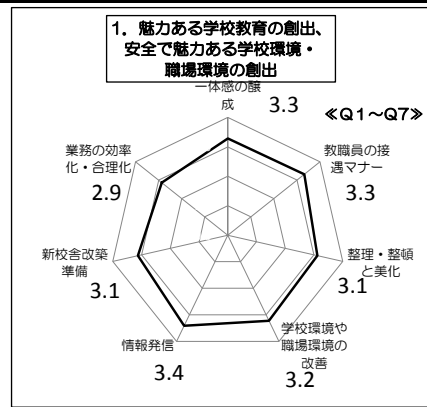 1．魅力ある学校教育の創出、
安全で魅力ある学校環境・
職場環境の創出
一体感の醸
成
3.3
≪Q1～Q7≫
教職員の接
遇マナー
3.3
整理・整頓
と美化
3.1
学校環境や
職場環境の
改善
3.2
情報発信
3.4
新校舎改築
準備
3.1
業務の効率
化・合理化
2.9